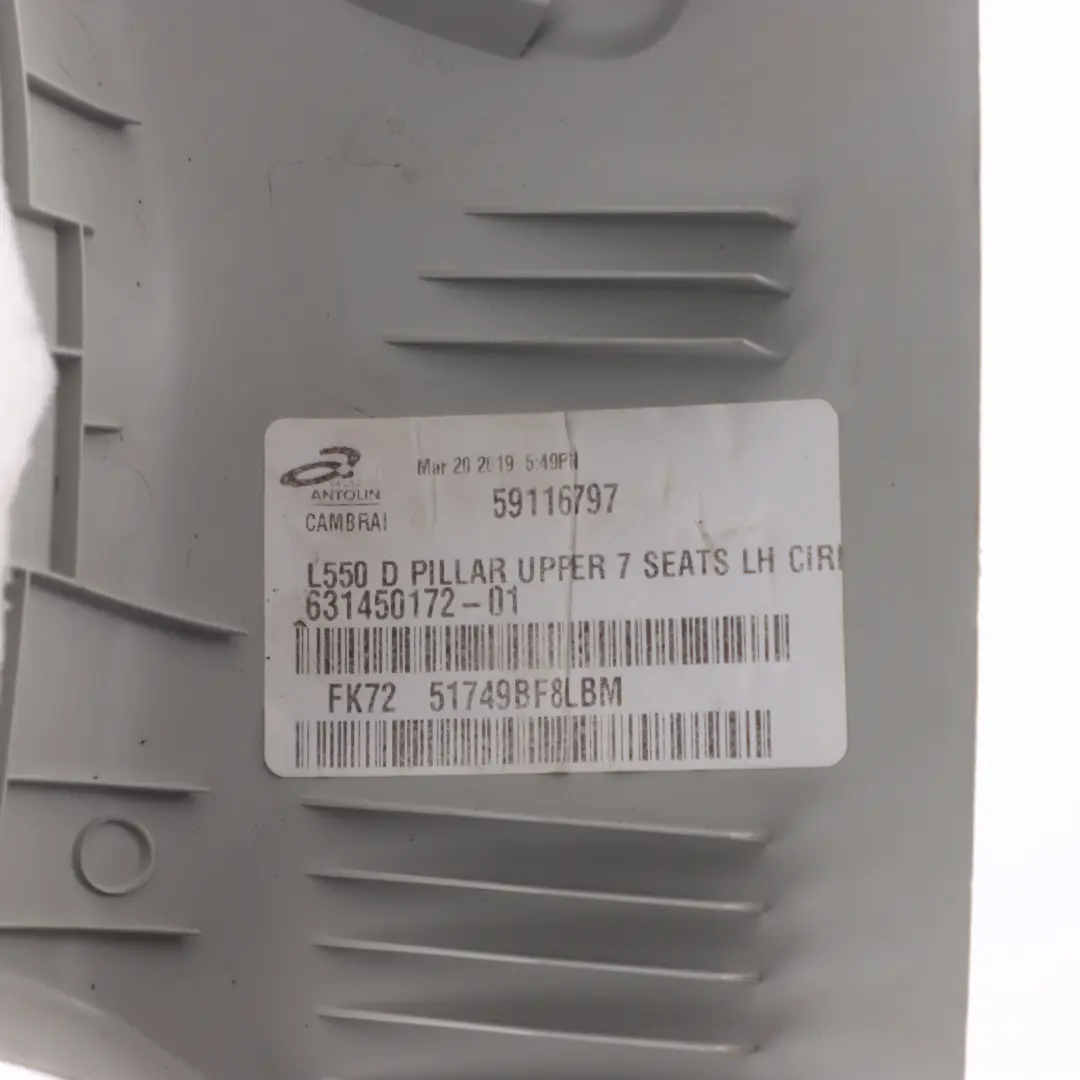 Mar 20 2019 5:49PM
ANTOLIN
59116797
CAMBRAI
L550 D PILLAR UPPER 7 SEATS LH
631450172-01
FK72 51749BF8LBM